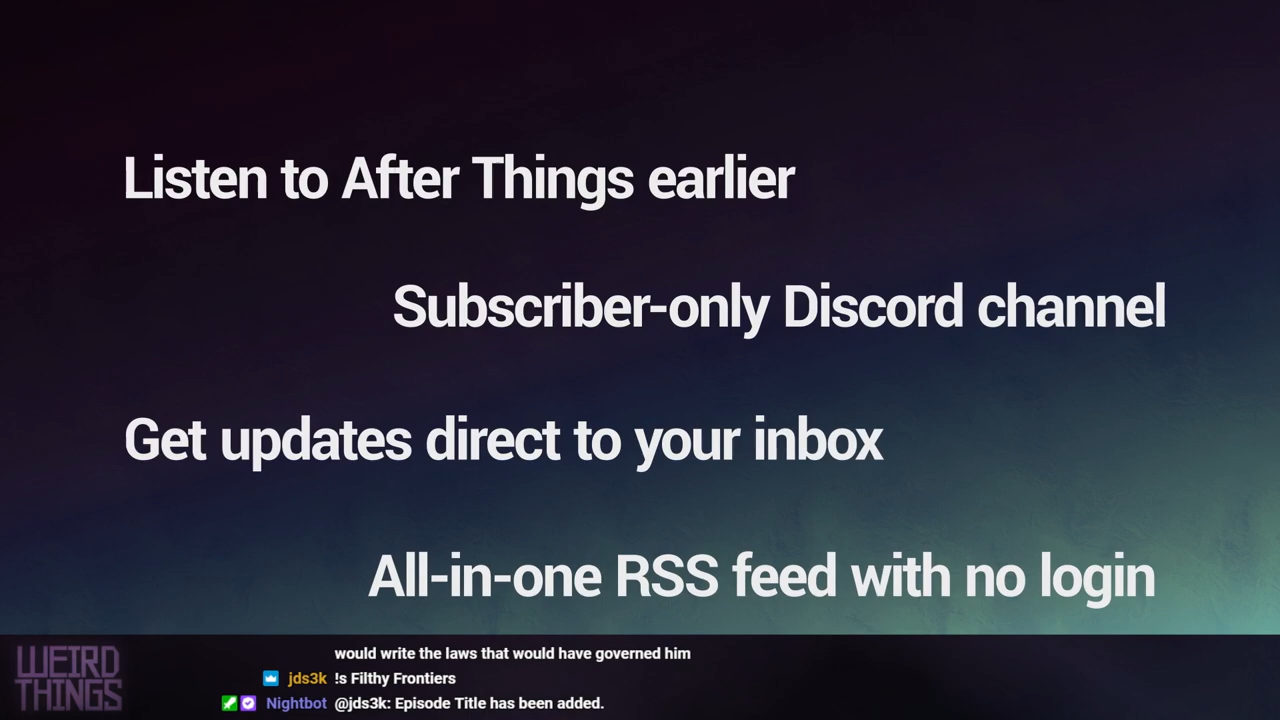 Listen to After Things earlier
Subscriber-only Discord channel
Get updates direct to your inbox
All-in-one RSS feed with no login
WEIRD
THINGS
would write the laws that would have governed him
jds3k !s Filthy Frontiers
Nightbot @jds3k: Episode Title has been added.